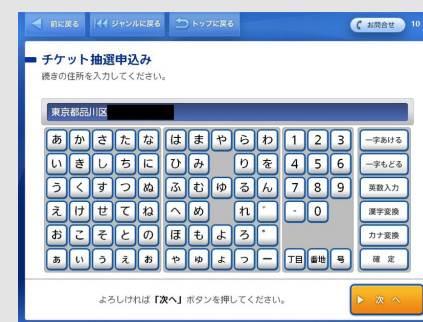 前に戻る ジャンルに戻る トップに戻る お問合せ 10
チケット抽選申込み
続きの住所を入力してください。
東京都品川区
あ か さ た な は ま や ら わ 1 2 3 一字あける
い き し ち に ひ み り を 4 5 6 一字もどる
う く す つ ぬ ふ む ゆ る ん 7 8 9 英数入力
え け せ て ね へ め れ ゛ - 0 漢字変換
お こ そ と の ほ も よ ろ ゜ カナ変換
ぁ ぃ ぅ ぇ ぉ ゃ ゅ ょ っ ー 丁目 番地 号 確 定
よろしければ「次へ」ボタンを押してください。 次 へ